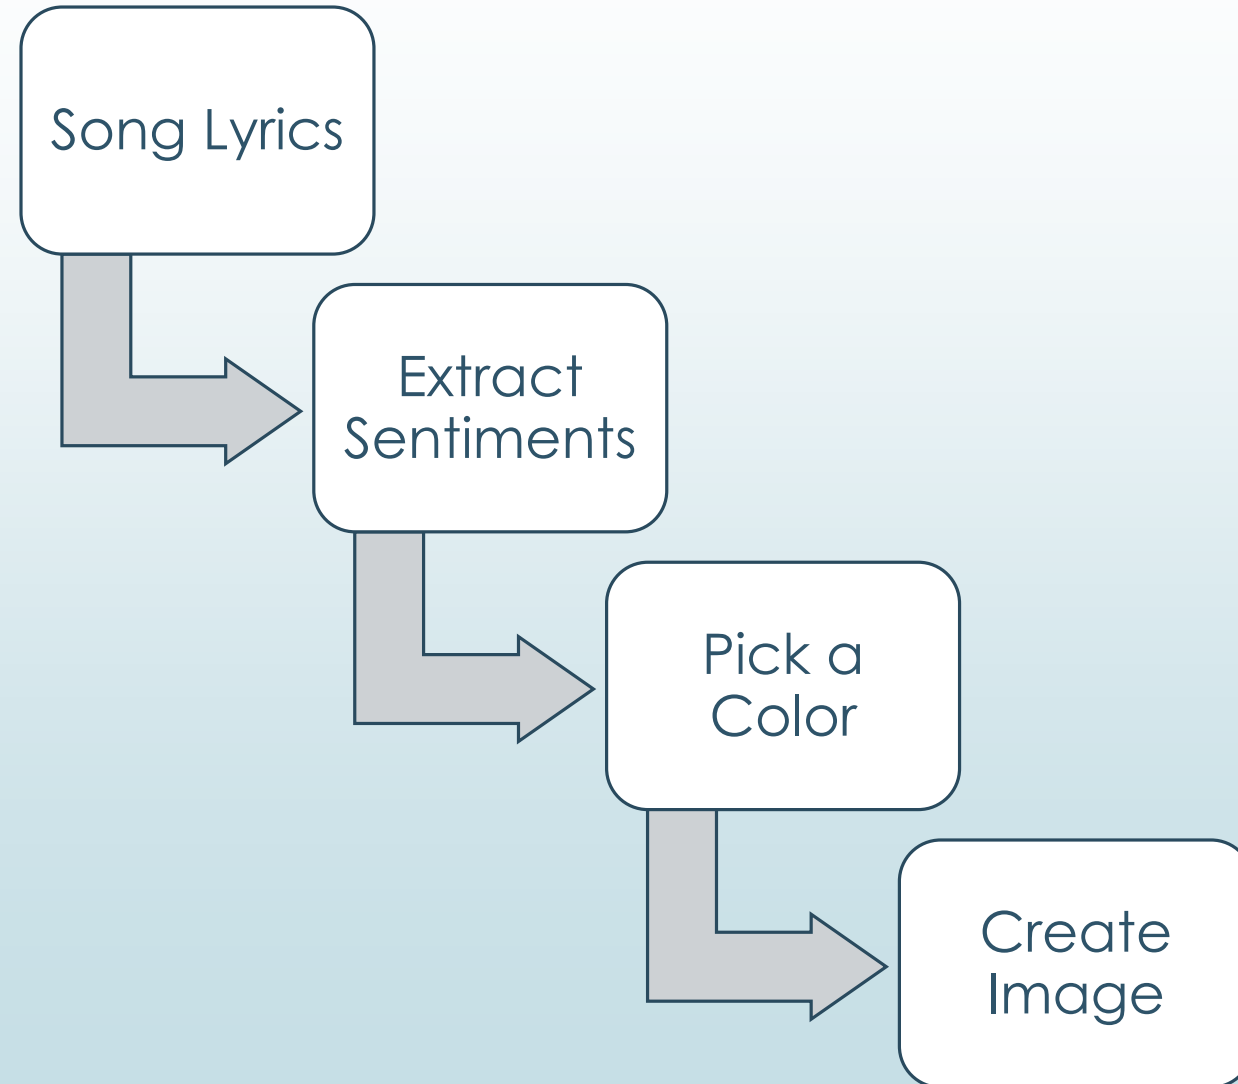 Song Lyrics
Extract
Sentiments
Pick a
Color
Create
Image